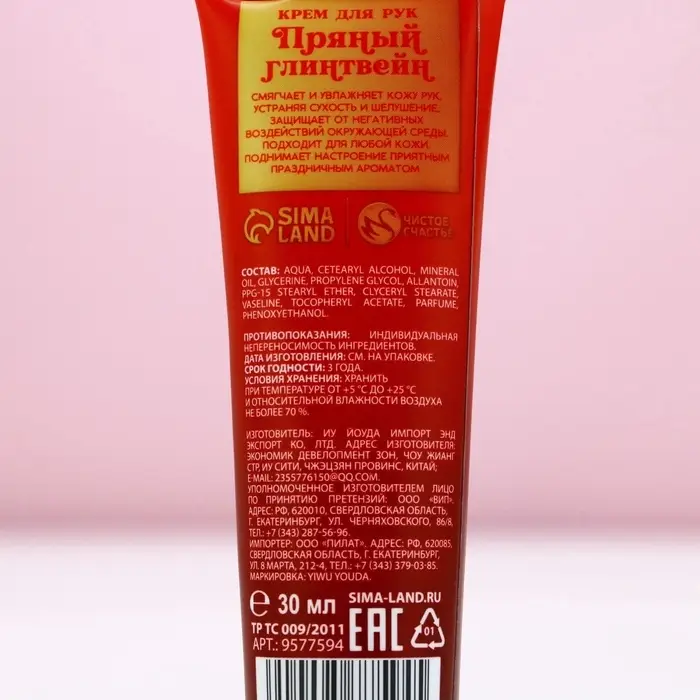 КРЕМ ДЛЯ РУК
Пряный
глинтвейн
СМЯГЧАЕТ И УВЛАЖНЯЕТ КОЖУ РУК,
УСТРАНЯЯ СУХОСТЬ И ШЕЛУШЕНИЕ.
ЗАЩИЩАЕТ ОТ НЕГАТИВНЫХ
ВОЗДЕЙСТВИЙ ОКРУЖАЮЩЕЙ СРЕДЫ.
ПОДХОДИТ ДЛЯ ЛЮБОЙ КОЖИ.
ПОДНИМАЕТ НАСТРОЕНИЕ ПРИЯТНЫМ
ПРАЗДНИЧНЫМ АРОМАТОМ
SIMA LAND
ЧИСТОЕ СЧАСТЬЕ
СОСТАВ: AQUA, CETEARYL ALCOHOL, MINERAL
OIL, GLYCERINE, PROPYLENE GLYCOL, ALLANTOIN,
PPG-15 STEARYL ETHER, GLYCERYL STEARATE,
VASELINE, TOCOPHERYL ACETATE, PARFUME,
PHENOXYETHANOL.
ПРОТИВОПОКАЗАНИЯ: ИНДИВИДУАЛЬНАЯ
НЕПЕРЕНОСИМОСТЬ ИНГРЕДИЕНТОВ.
ДАТА ИЗГОТОВЛЕНИЯ: СМ. НА УПАКОВКЕ.
СРОК ГОДНОСТИ: 3 ГОДА.
УСЛОВИЯ ХРАНЕНИЯ: ХРАНИТЬ
ПРИ ТЕМПЕРАТУРЕ ОТ +5 °C ДО +25 °C
И ОТНОСИТЕЛЬНОЙ ВЛАЖНОСТИ ВОЗДУХА
НЕ БОЛЕЕ 70 %.
ИЗГОТОВИТЕЛЬ: ИУ ЙОУДА ИМПОРТ ЭНД
ЭКСПОРТ КО, ЛТД. АДРЕС ИЗГОТОВИТЕЛЯ:
ЭКОНОМИК ДЕВЕЛОПМЕНТ ЗОН, ЧОУ ЖИАНГ
СТР, ИУ СИТИ, ЧЖЭЦЗЯН ПРОВИНС, КИТАЙ;
E-MAIL: 2355776150@QQ.COM.
УПОЛНОМОЧЕННОЕ ИЗГОТОВИТЕЛЕМ ЛИЦО
ПО ПРИНЯТИЮ ПРЕТЕНЗИЙ: ООО «ВИП».
АДРЕС: РФ, 620010, СВЕРДЛОВСКАЯ ОБЛАСТЬ,
Г. ЕКАТЕРИНБУРГ, УЛ. ЧЕРНЯХОВСКОГО, 86/8,
ТЕЛ.: +7 (343) 287-56-96.
ИМПОРТЕР: ООО «ПИЛАТ». АДРЕС: РФ, 620085,
СВЕРДЛОВСКАЯ ОБЛАСТЬ, Г. ЕКАТЕРИНБУРГ,
УЛ. 8 МАРТА, 212-4, ТЕЛ.: +7 (343) 379-03-85.
МАРКИРОВКА: YIWU YOUDA.
℮ 30 МЛ
SIMA-LAND.RU
ТР ТС 009/2011
EAC
01
АРТ.: 9577594